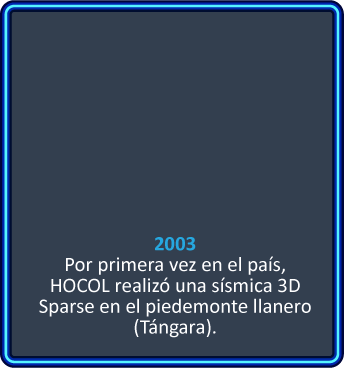 2003
Por primera vez en el país,
HOCOL realizó una sísmica 3D
Sparse en el piedemonte llanero
(Tángara).